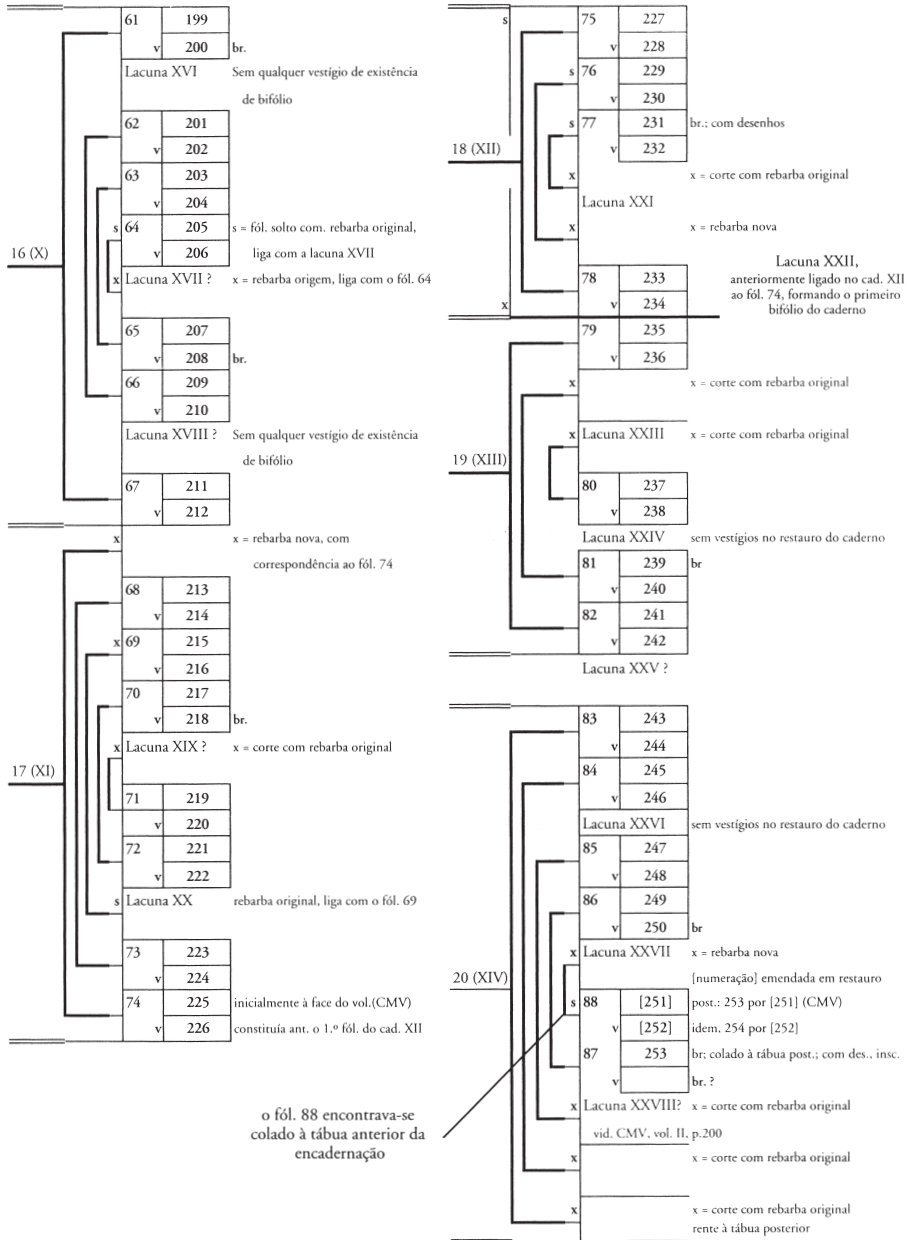 61 199
v 200 br.
Lacuna XVI Sem qualquer vestígio de existência
de bifólio
62 201
v 202
63 203
v 204
s 64 205 s = fól. solto com. rebarba original,
v 206 liga com a lacuna XVII
16 (X)
x Lacuna XVII ? x = rebarba origem, liga com o fól. 64
65 207
v 208 br.
66 209
v 210
Lacuna XVIII ? Sem qualquer vestígio de existência
de bifólio
67 211
v 212
x x = rebarba nova, com
correspondência ao fól. 74
68 213
v 214
x 69 215
v 216
70 217
v 218 br.
x Lacuna XIX ? x = corte com rebarba original
17 (XI)
71 219
v 220
72 221
v 222
s Lacuna XX rebarba original, liga com o fól. 69
73 223
v 224
74 225 inicialmente à face do vol.(CMV)
v 226 constituía ant. o 1.º fól. do cad. XII
o fól. 88 encontrava-se
colado à tábua anterior da
encadernação
s 75 227
v 228
s 76 229
v 230
s 77 231 br.; com desenhos
v 232
18 (XII)
x x = corte com rebarba original
Lacuna XXI
x x = rebarba nova
Lacuna XXII,
anteriormente ligado no cad. XII
ao fól. 74, formando o primeiro
bifólio do caderno
78 233
x v 234
79 235
v 236
x x = corte com rebarba original
x Lacuna XXIII x = corte com rebarba original
19 (XIII)
80 237
v 238
Lacuna XXIV sem vestígios no restauro do caderno
81 239 br
v 240
82 241
v 242
Lacuna XXV ?
83 243
v 244
84 245
v 246
Lacuna XXVI sem vestígios no restauro do caderno
85 247
v 248
86 249
v 250 br
x Lacuna XXVII x = rebarba nova
20 (XIV) [numeração] emendada em restauro
s 88 [251] post.: 253 por [251] (CMV)
v [252] idem, 254 por [252]
87 253 br; colado à tábua post.; com des., insc.
v br. ?
x Lacuna XXVIII? x = corte com rebarba original
vid. CMV, vol. II, p.200
x x = corte com rebarba original
x x = corte com rebarba original
rente à tábua posterior